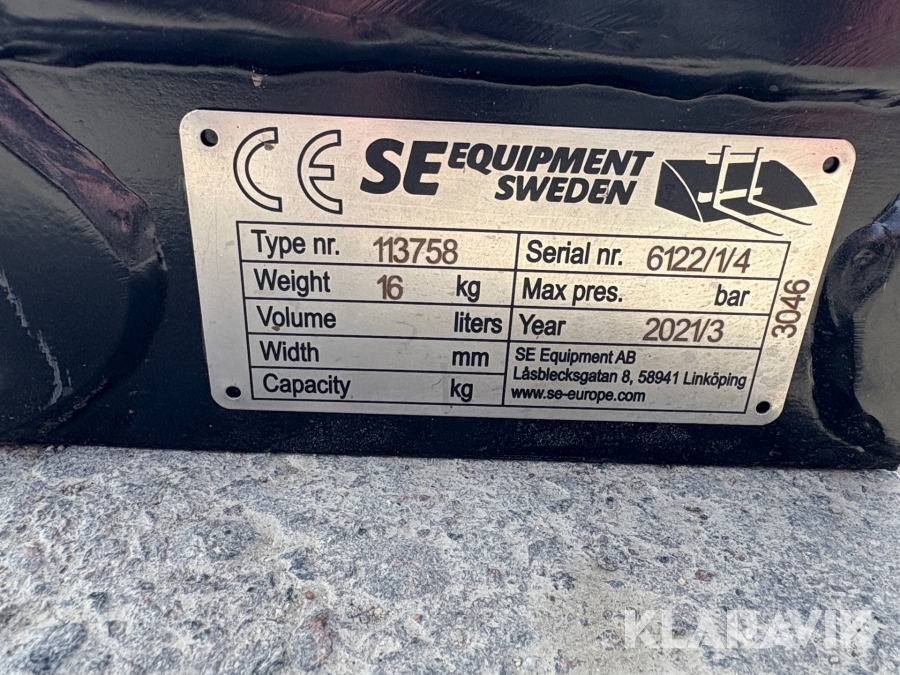 CE SE EQUIPMENT
SWEDEN
Type nr. 113758 Serial nr. 6122/1/4
Weight 16 kg Max pres. bar
Volume liters Year 2021/3
Width mm SE Equipment AB
Låsblecksgatan 8, 58941 Linköping
Capacity kg www.se-europe.com
3046
KLARAVIK